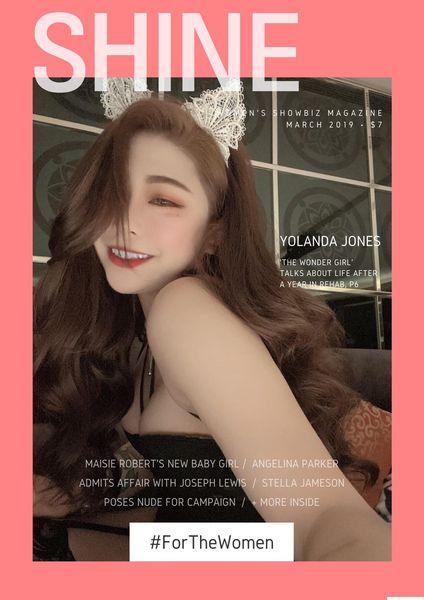 SHINE
WOMEN'S SHOWBIZ MAGAZINE
MARCH 2019 • $7
YOLANDA JONES
'THE WONDER GIRL'
TALKS ABOUT LIFE AFTER
A YEAR IN REHAB, P6
MAISIE ROBERT'S NEW BABY GIRL / ANGELINA PARKER
ADMITS AFFAIR WITH JOSEPH LEWIS / STELLA JAMESON
POSES NUDE FOR CAMPAIGN / + MORE INSIDE
#ForTheWomen